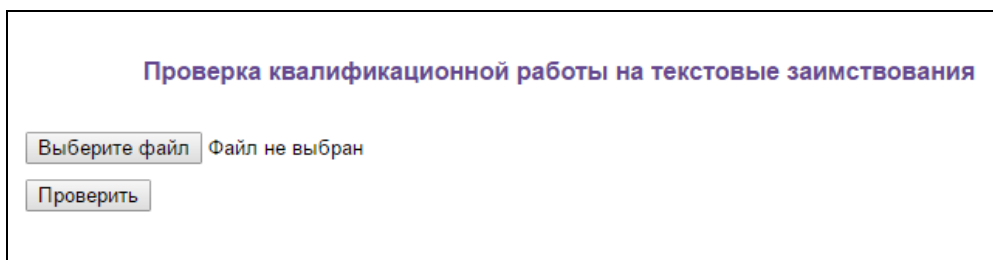 Проверка квалификационной работы на текстовые заимствования
Выберите файл Файл не выбран
Проверить